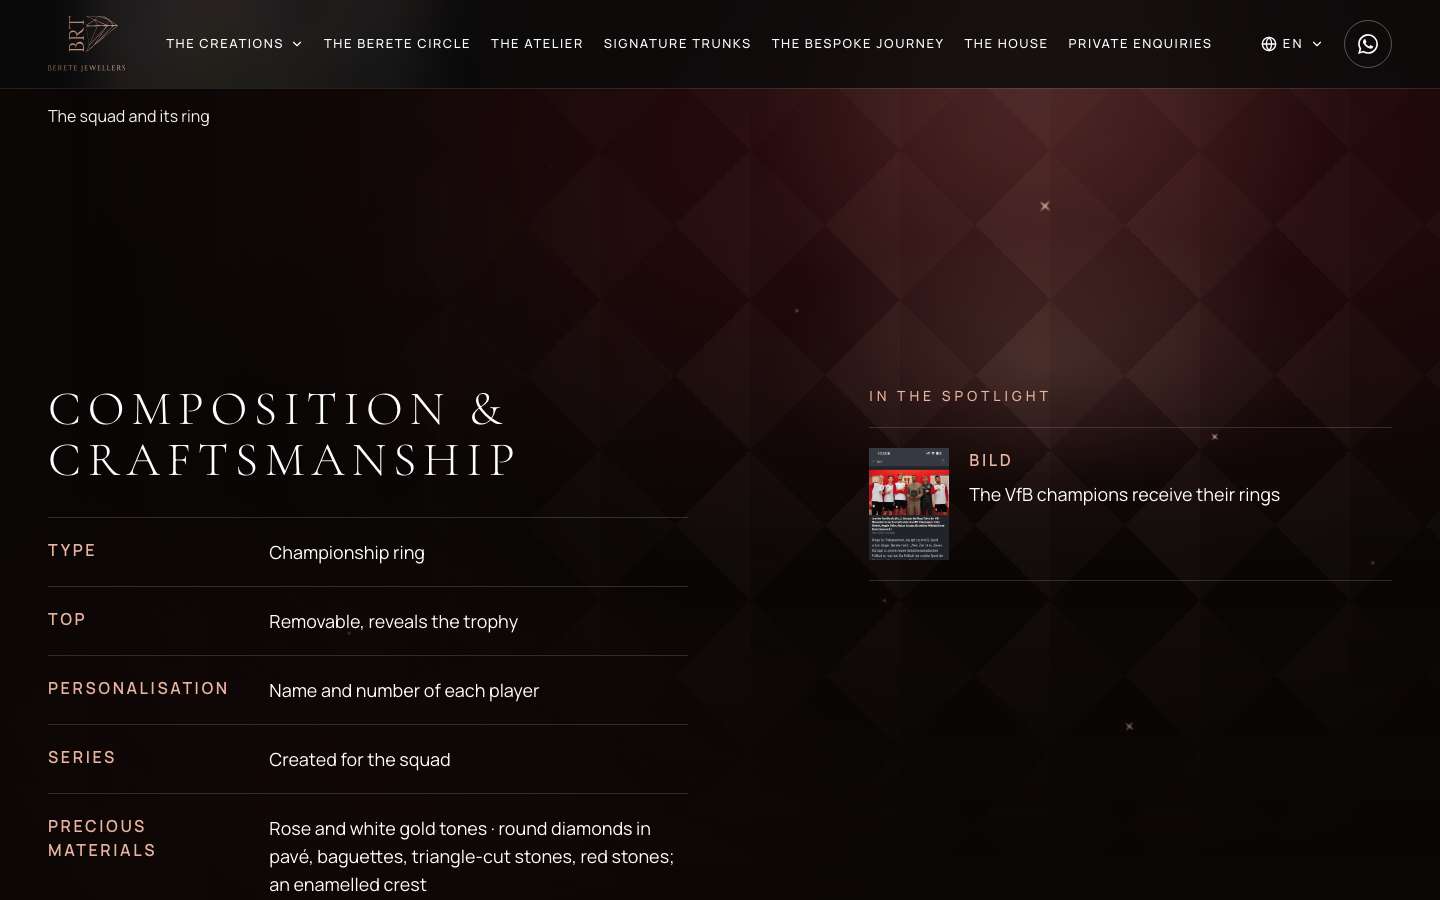 BRT
BERETE JEWELLERS
THE CREATIONS
THE BERETE CIRCLE
THE ATELIER
SIGNATURE TRUNKS
THE BESPOKE JOURNEY
THE HOUSE
PRIVATE ENQUIRIES
EN
The squad and its ring
COMPOSITION &
CRAFTSMANSHIP
TYPE
Championship ring
TOP
Removable, reveals the trophy
PERSONALISATION
Name and number of each player
SERIES
Created for the squad
PRECIOUS
MATERIALS
Rose and white gold tones · round diamonds in
pavé, baguettes, triangle-cut stones, red stones;
an enamelled crest
IN THE SPOTLIGHT
BILD
The VfB champions receive their rings